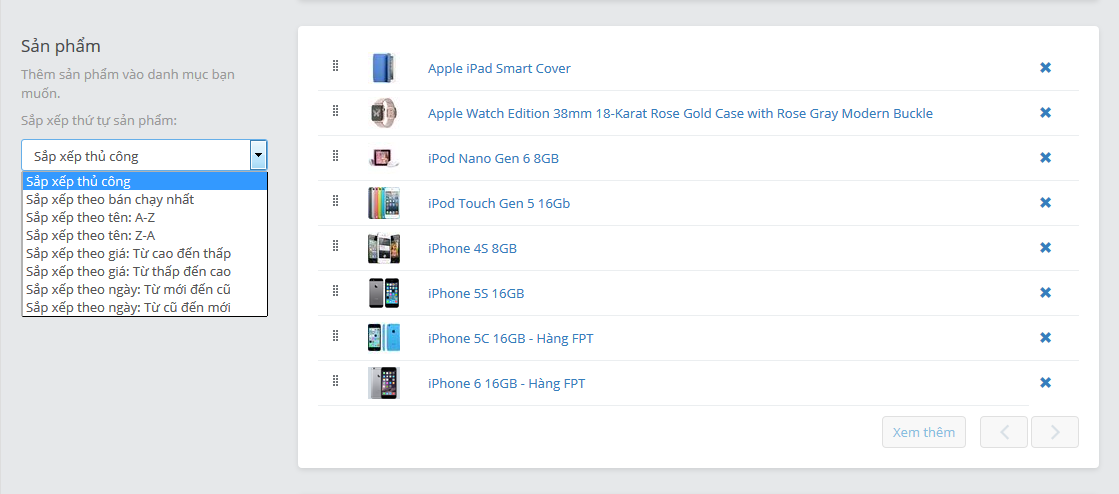 Sản phẩm
Thêm sản phẩm vào danh mục bạn
muốn.
Sắp xếp thứ tự sản phẩm:
Sắp xếp thủ công
Sắp xếp thủ công
Sắp xếp theo bán chạy nhất
Sắp xếp theo tên: A-Z
Sắp xếp theo tên: Z-A
Sắp xếp theo giá: Từ cao đến thấp
Sắp xếp theo giá: Từ thấp đến cao
Sắp xếp theo ngày: Từ mới đến cũ
Sắp xếp theo ngày: Từ cũ đến mới
Apple iPad Smart Cover
Apple Watch Edition 38mm 18-Karat Rose Gold Case with Rose Gray Modern Buckle
iPod Nano Gen 6 8GB
iPod Touch Gen 5 16Gb
iPhone 4S 8GB
iPhone 5S 16GB
iPhone 5C 16GB - Hàng FPT
iPhone 6 16GB - Hàng FPT
Xem thêm